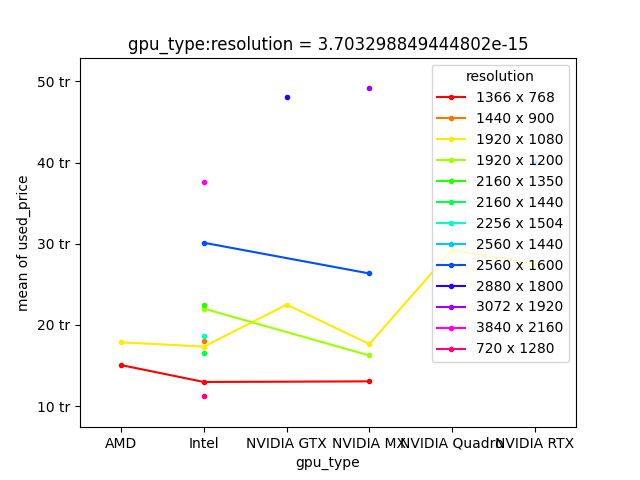 gpu_type:resolution = 3.703298849444802e-15
50 tr
40 tr
30 tr
20 tr
10 tr
mean of used_price
resolution
1366 x 768
1440 x 900
1920 x 1080
1920 x 1200
2160 x 1350
2160 x 1440
2256 x 1504
2560 x 1440
2560 x 1600
2880 x 1800
3072 x 1920
3840 x 2160
720 x 1280
AMD Intel NVIDIA GTX NVIDIA MX NVIDIA Quadro NVIDIA RTX
gpu_type